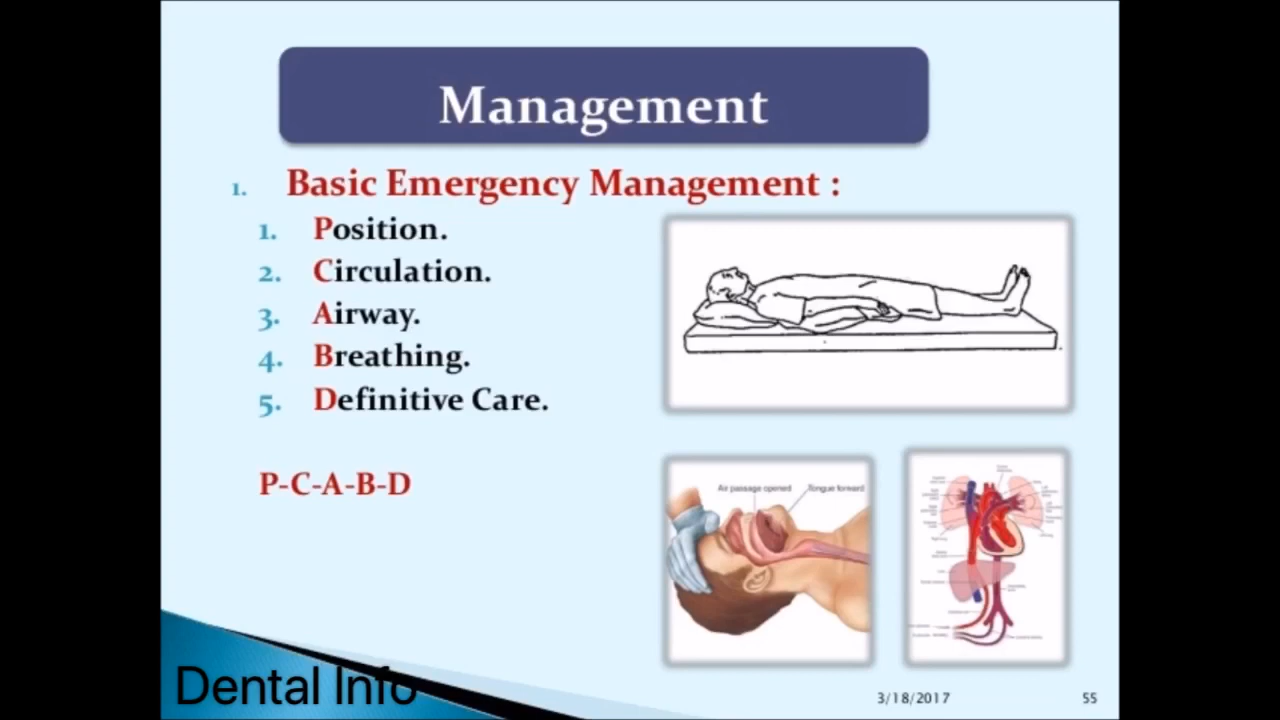 Management
1. Basic Emergency Management :
1. Position.
2. Circulation.
3. Airway.
4. Breathing.
5. Definitive Care.
P-C-A-B-D
Air passage opened Tongue forward
Dental Info
3/18/2017
55